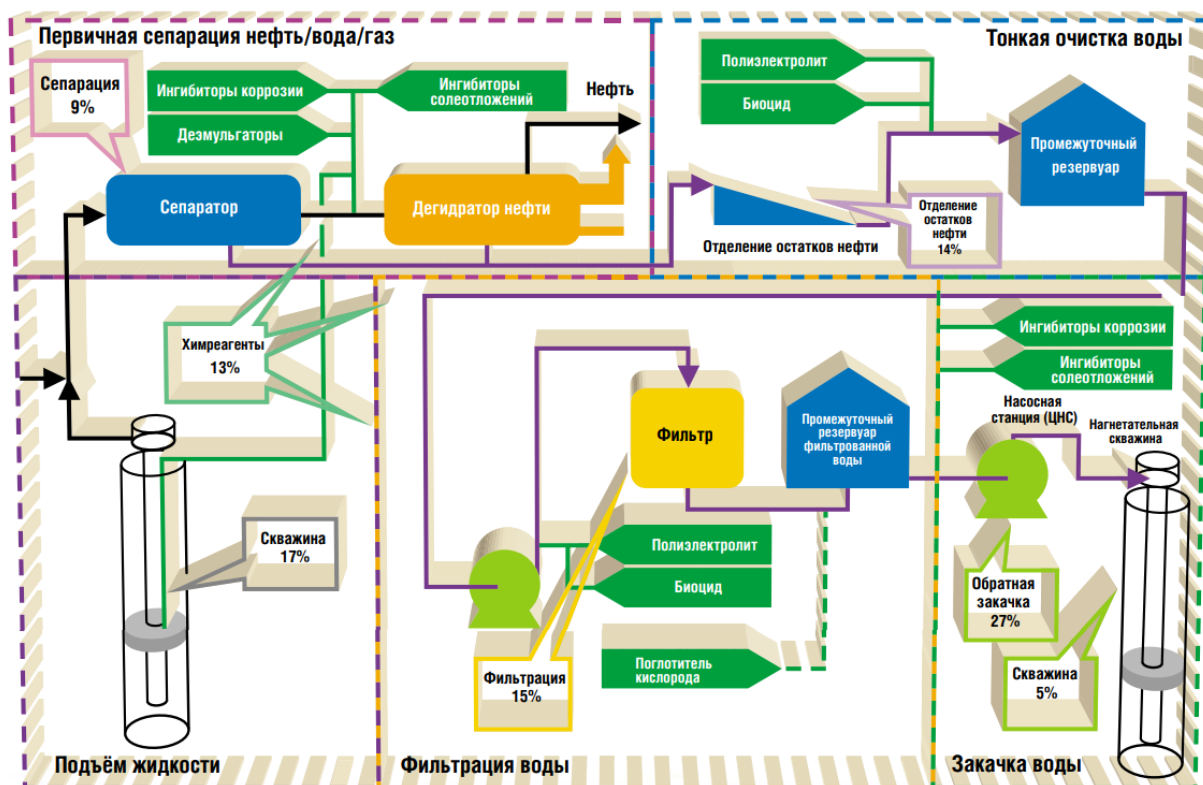 Первичная сепарация нефть/вода/газ
Сепарация
9%
Ингибиторы коррозии
Деэмульгаторы
Ингибиторы
солеотложений
Нефть
Сепаратор
Дегидратор нефти
Тонкая очистка воды
Полиэлектролит
Биоцид
Промежуточный
резервуар
Отделение остатков нефти
Отделение
остатков
нефти
14%
Химреагенты
13%
Скважина
17%
Подъём жидкости
Фильтр
Промежуточный
резервуар
фильтрованной
воды
Полиэлектролит
Биоцид
Поглотитель
кислорода
Фильтрация
15%
Фильтрация воды
Ингибиторы коррозии
Ингибиторы
солеотложений
Насосная
станция (ЦНС)
Нагнетательная
скважина
Обратная
закачка
27%
Скважина
5%
Закачка воды